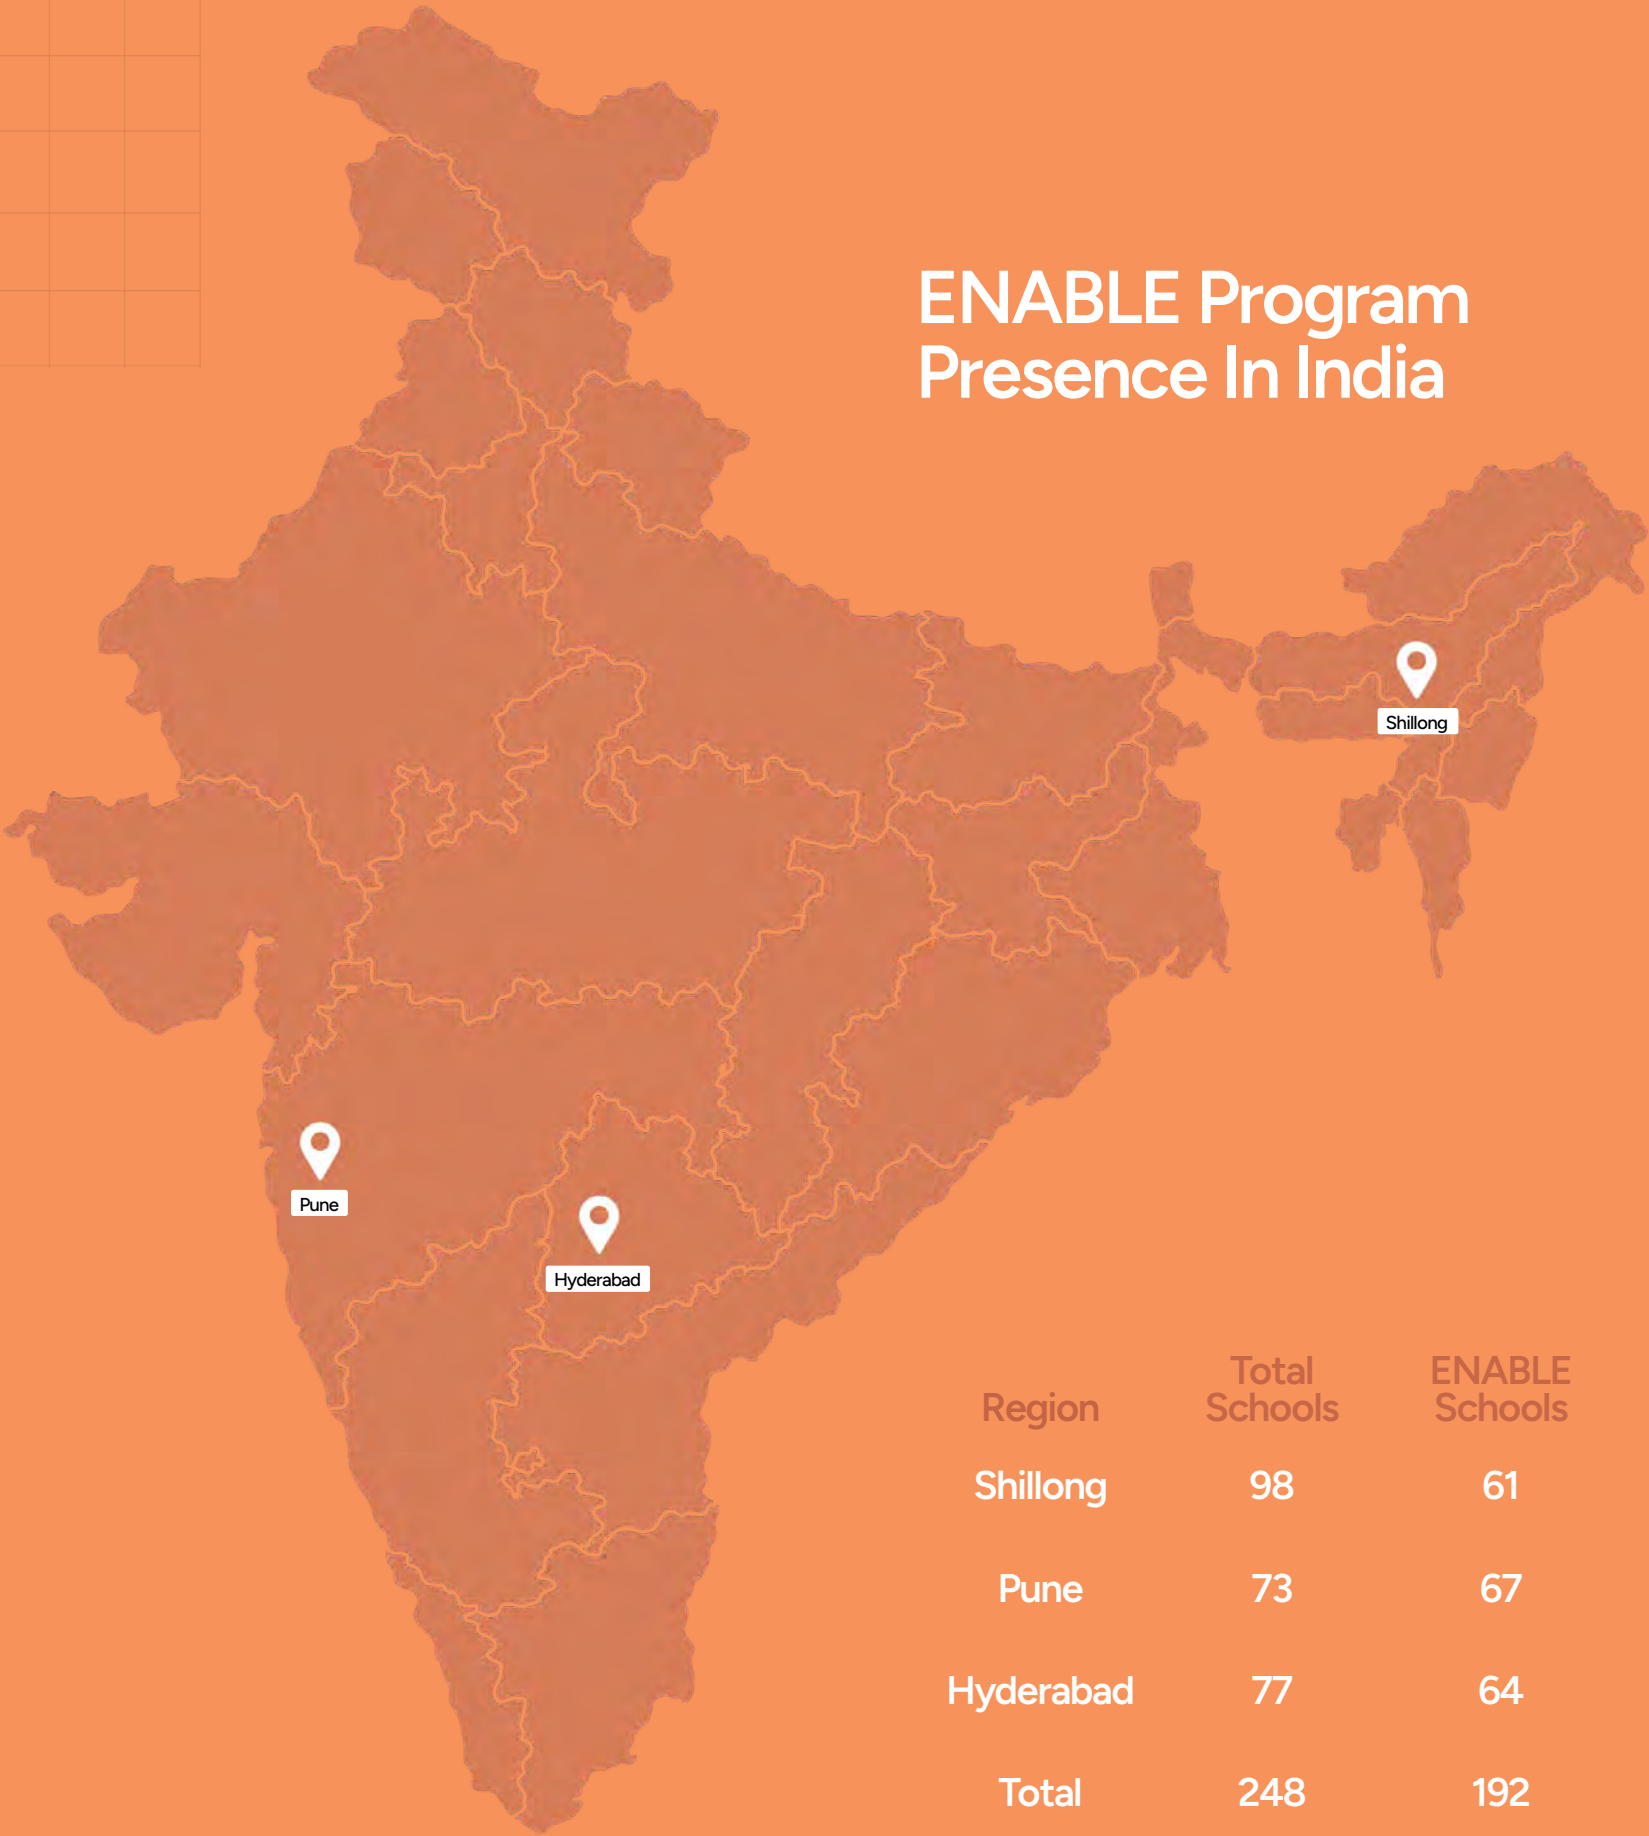 ENABLE Program
Presence In India
Shillong
Pune
Hyderabad
Region Total Schools ENABLE Schools
Shillong 98 61
Pune 73 67
Hyderabad 77 64
Total 248 192